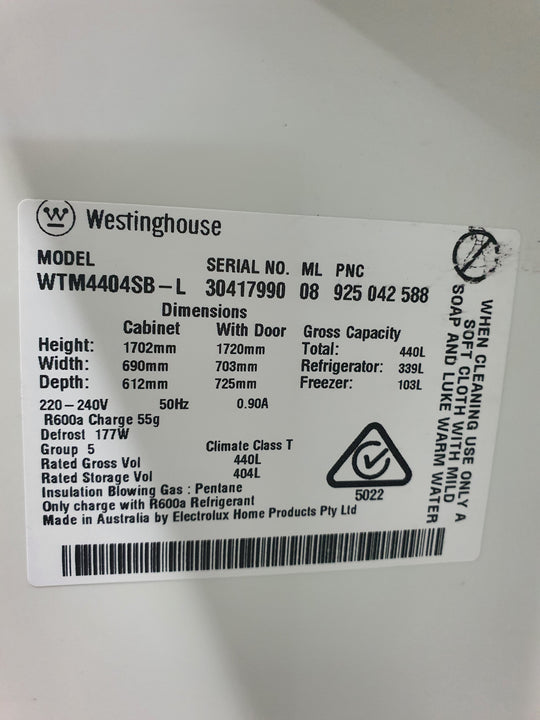 W
Westinghouse
MODEL SERIAL NO. ML PNC
WTM4404SB-L 30417990 08 925 042 588
Dimensions
Cabinet With Door Gross Capacity
Height: 1702mm 1720mm Total: 440L
Width: 690mm 703mm Refrigerator: 339L
Depth: 612mm 725mm Freezer: 103L
220-240V 50Hz 0.90A
R600a Charge 55g
Defrost 177W
Group 5 Climate Class T
Rated Gross Vol 440L
Rated Storage Vol 404L
Insulation Blowing Gas : Pentane
Only charge with R600a Refrigerant
Made in Australia by Electrolux Home Products Pty Ltd
5022
WHEN CLEANING USE ONLY A
SOFT CLOTH WITH MILD
SOAP AND LUKE WARM WATER